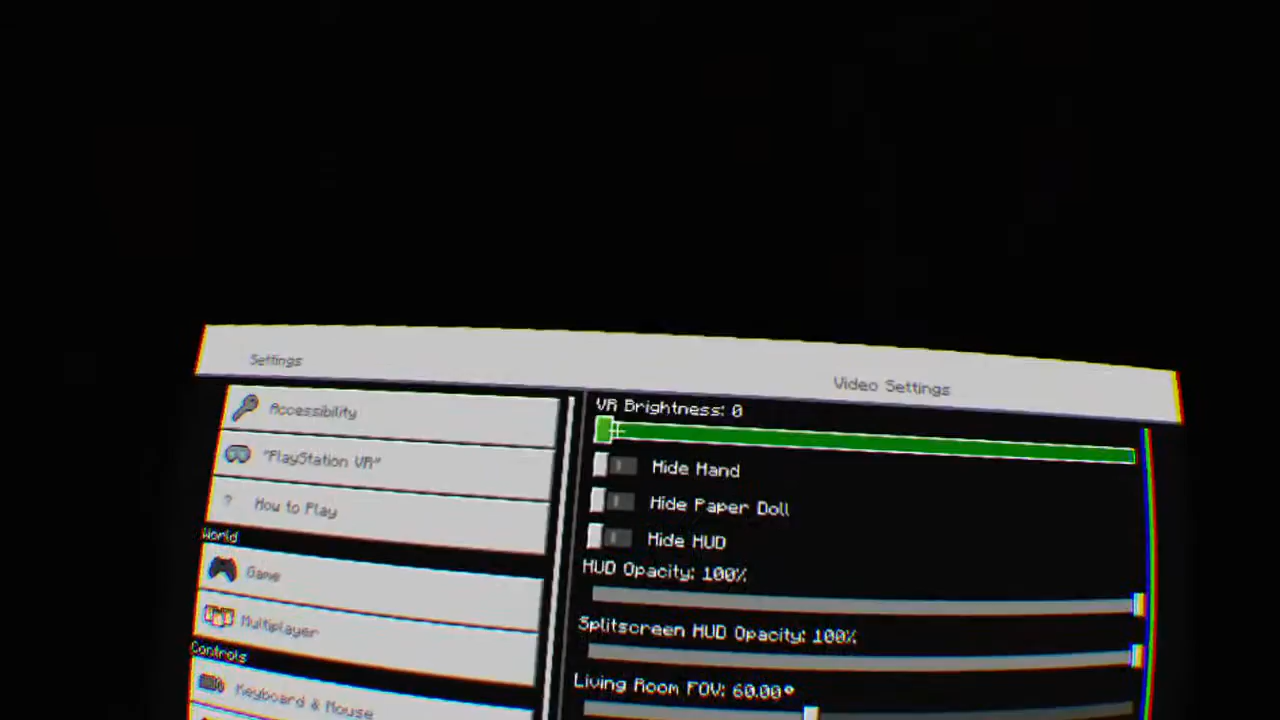 Settings
Video Settings
Accessibility
"PlayStation VR"
? How to Play
World
Game
Multiplayer
Controls
Keyboard & Mouse
VR Brightness: 0
Hide Hand
Hide Paper Doll
Hide HUD
HUD Opacity: 100%
Splitscreen HUD Opacity: 100%
Living Room FOV: 60.00°